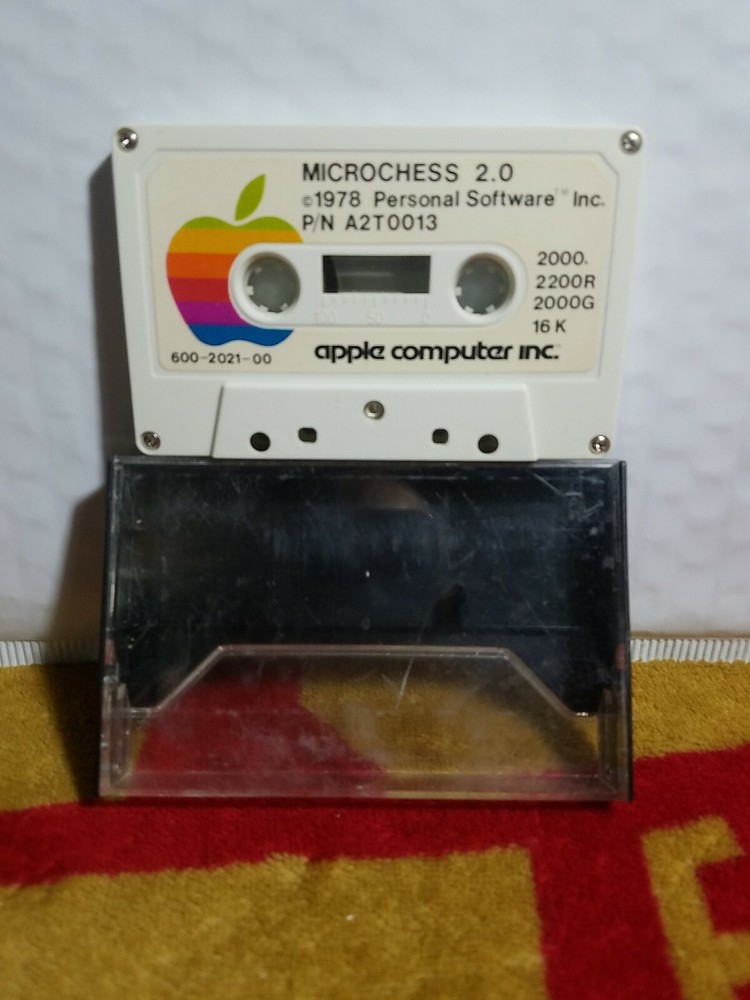 MICROCHESS 2.0
©1978 Personal Software™ Inc.
P/N A2T0013
2000.
2200R
2000G
16K
100 50 0
600-2021-00
apple computer inc.